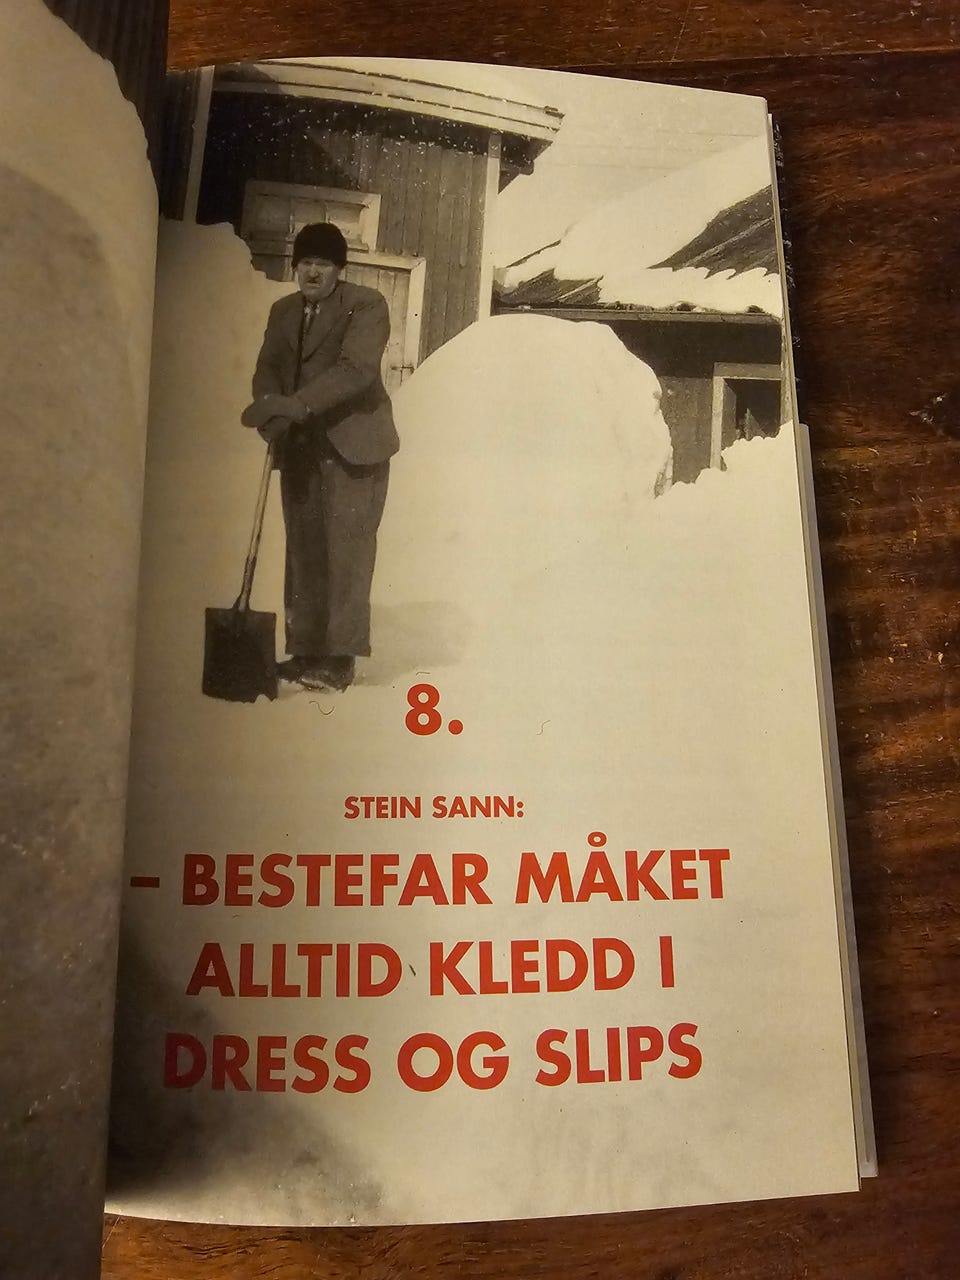 8.
STEIN SANN:
– BESTEFAR MÅKET
ALLTID KLEDD I
DRESS OG SLIPS